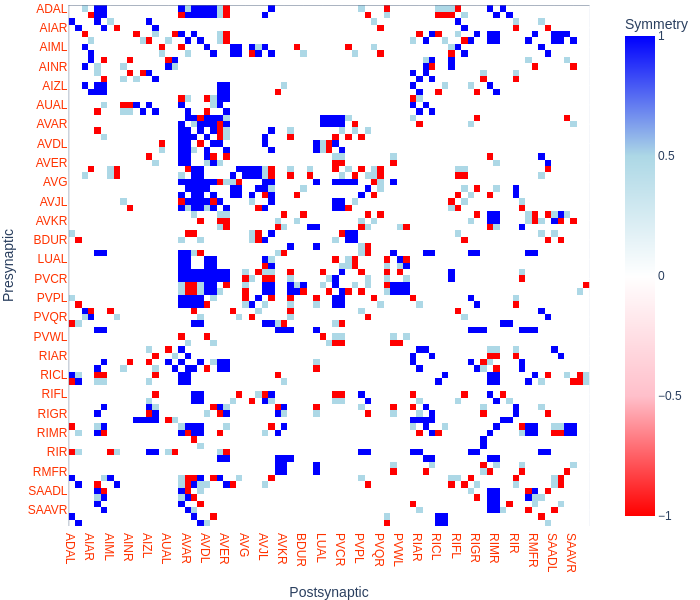 Symmetry
1
0.5
0
−0.5
−1
Presynaptic
ADAL
AIAR
AIML
AINR
AIZL
AUAL
AVAR
AVDL
AVER
AVG
AVJL
AVKR
BDUR
LUAL
PVCR
PVPL
PVQR
PVWL
RIAR
RICL
RIFL
RIGR
RIMR
RIR
RMFR
SAADL
SAAVR
ADAL
AIAR
AIML
AINR
AIZL
AUAL
AVAR
AVDL
AVER
AVG
AVJL
AVKR
BDUR
LUAL
PVCR
PVPL
PVQR
PVWL
RIAR
RICL
RIFL
RIGR
RIMR
RIR
RMFR
SAADL
SAAVR
Postsynaptic